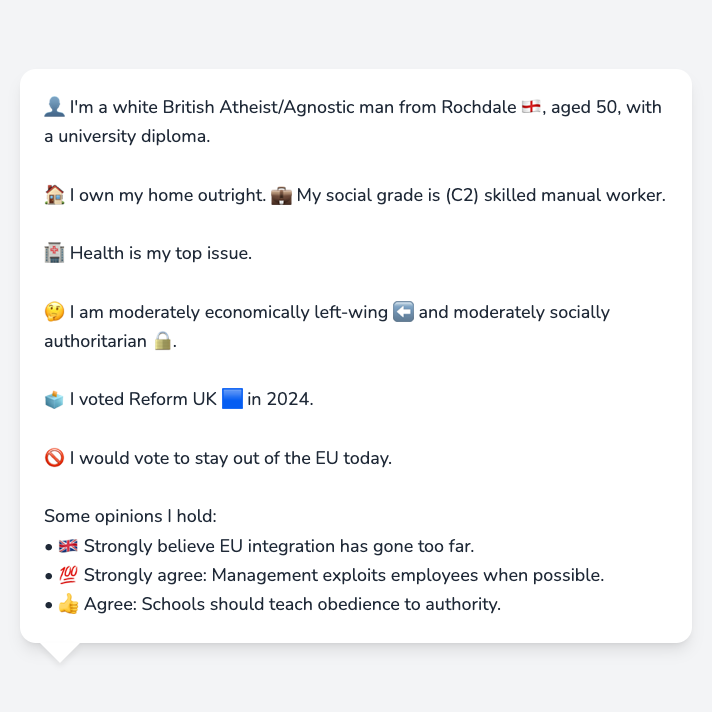 👤 I'm a white British Atheist/Agnostic man from Rochdale 🏴󠁧󠁢󠁥󠁮󠁧󠁿, aged 50, with
a university diploma.
🏠 I own my home outright. 💼 My social grade is (C2) skilled manual worker.
🏥 Health is my top issue.
🤔 I am moderately economically left-wing ⬅️ and moderately socially
authoritarian 🔒.
🗳️ I voted Reform UK 🟦 in 2024.
🚫 I would vote to stay out of the EU today.
Some opinions I hold:
• 🇬🇧 Strongly believe EU integration has gone too far.
• 💯 Strongly agree: Management exploits employees when possible.
• 👍 Agree: Schools should teach obedience to authority.